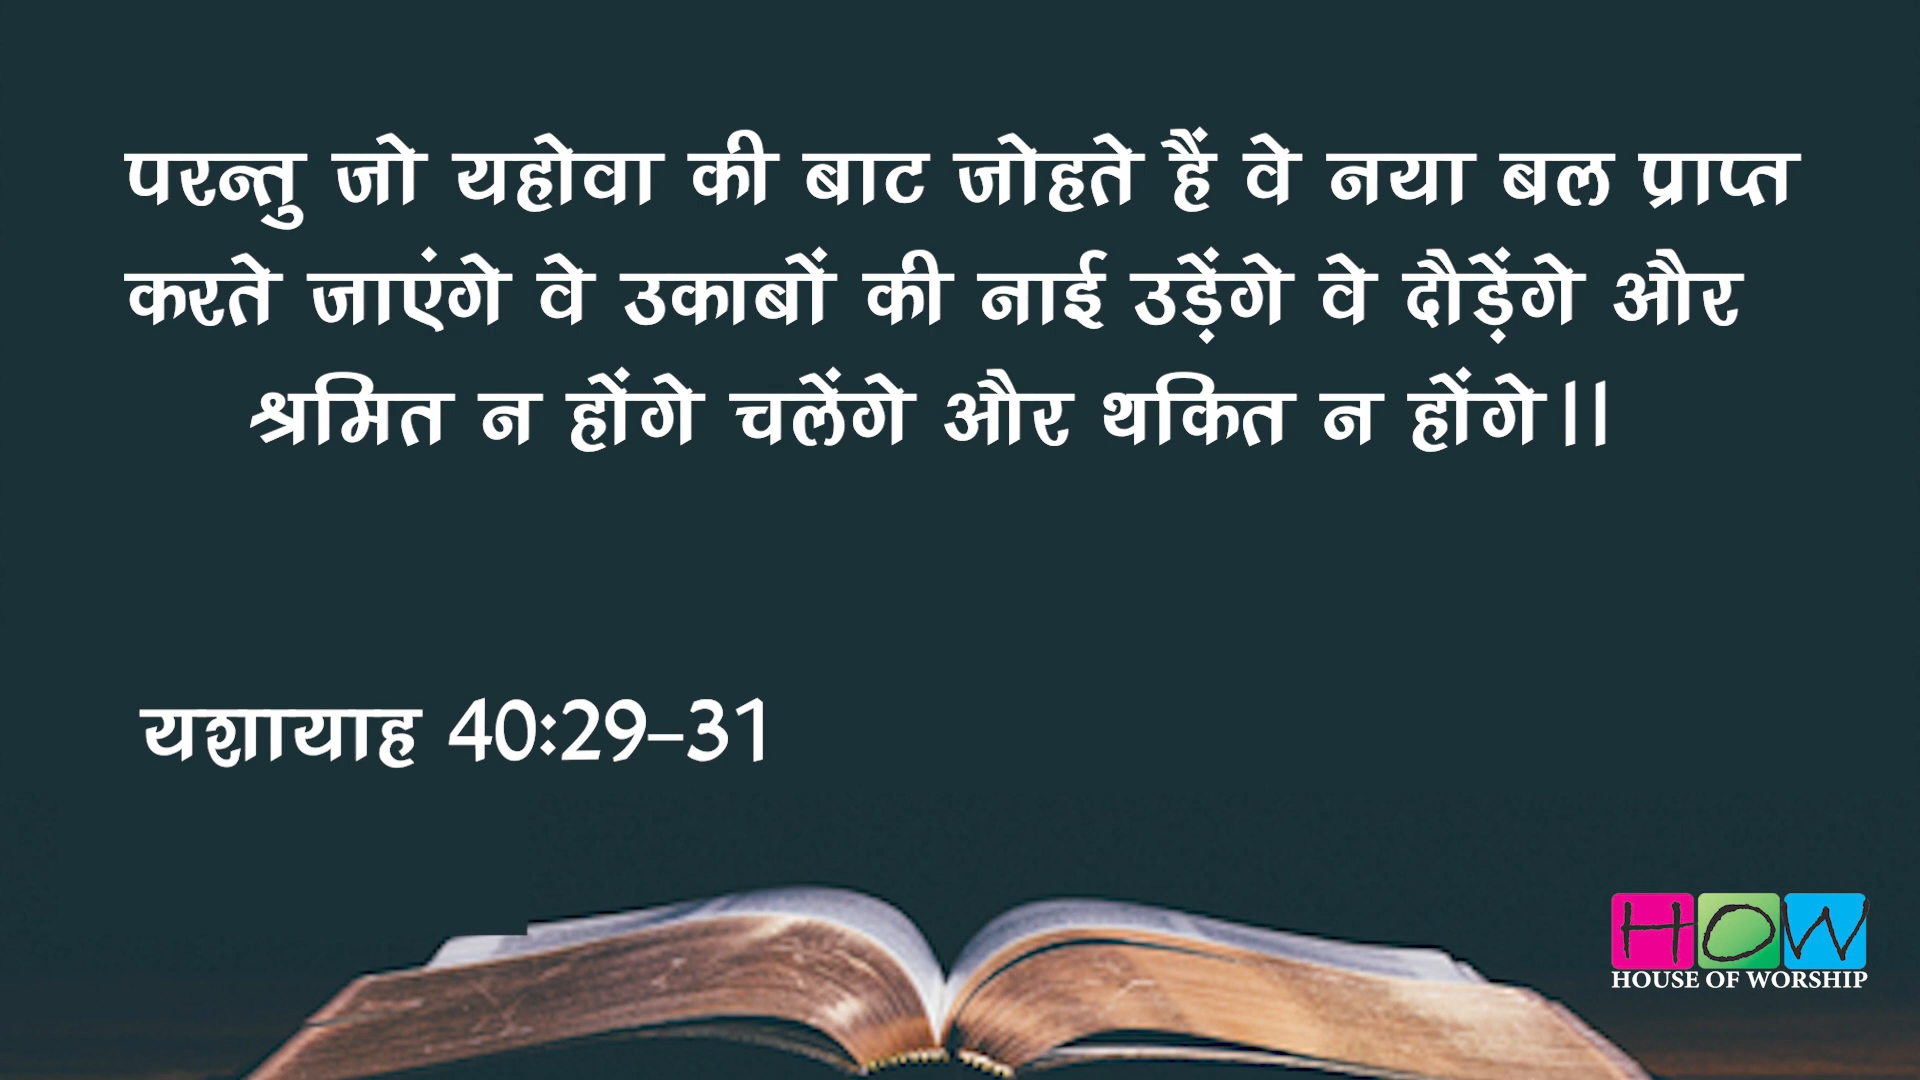 परन्तु जो यहोवा की बाट जोहते हैं वे नया बल प्राप्त
करते जाएंगे वे उकाबों की नाई उड़ेंगे वे दौड़ेंगे और
श्रमित न होंगे चलेंगे और थकित न होंगे।।
यशायाह 40:29-31
HOW
HOUSE OF WORSHIP